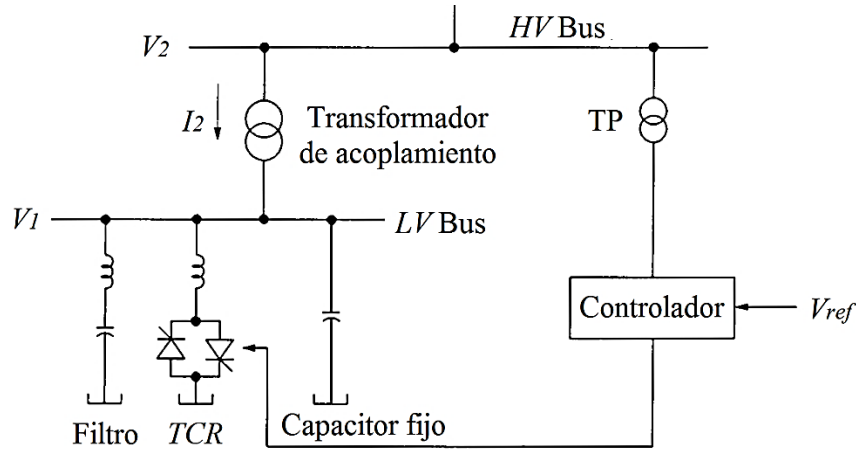 HV Bus
V2
I2
Transformador
de acoplamiento
TP
V1
LV Bus
Controlador
Vref
Filtro
TCR
Capacitor fijo